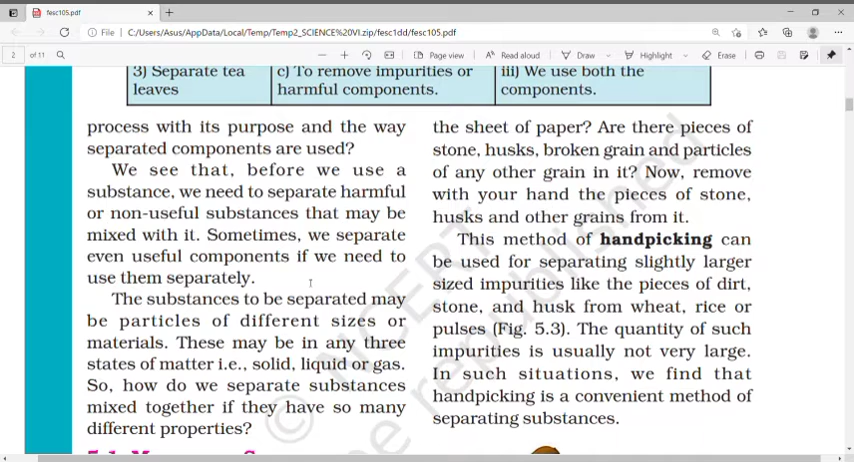 fesc105.pdf
File | C:/Users/Asus/AppData/Local/Temp/Temp2_SCIENCE%20VI.zip/fesc1dd/fesc105.pdf
2 of 11
Page view
Read aloud
Draw
Highlight
Erase
3) Separate tea
leaves
c) To remove impurities or
harmful components.
iii) We use both the
components.
process with its purpose and the way
separated components are used?
We see that, before we use a
substance, we need to separate harmful
or non-useful substances that may be
mixed with it. Sometimes, we separate
even useful components if we need to
use them separately.
The substances to be separated may
be particles of different sizes or
materials. These may be in any three
states of matter i.e., solid, liquid or gas.
So, how do we separate substances
mixed together if they have so many
different properties?
the sheet of paper? Are there pieces of
stone, husks, broken grain and particles
of any other grain in it? Now, remove
with your hand the pieces of stone,
husks and other grains from it.
This method of handpicking can
be used for separating slightly larger
sized impurities like the pieces of dirt,
stone, and husk from wheat, rice or
pulses (Fig. 5.3). The quantity of such
impurities is usually not very large.
In such situations, we find that
handpicking is a convenient method of
separating substances.
© NCERT
be republished